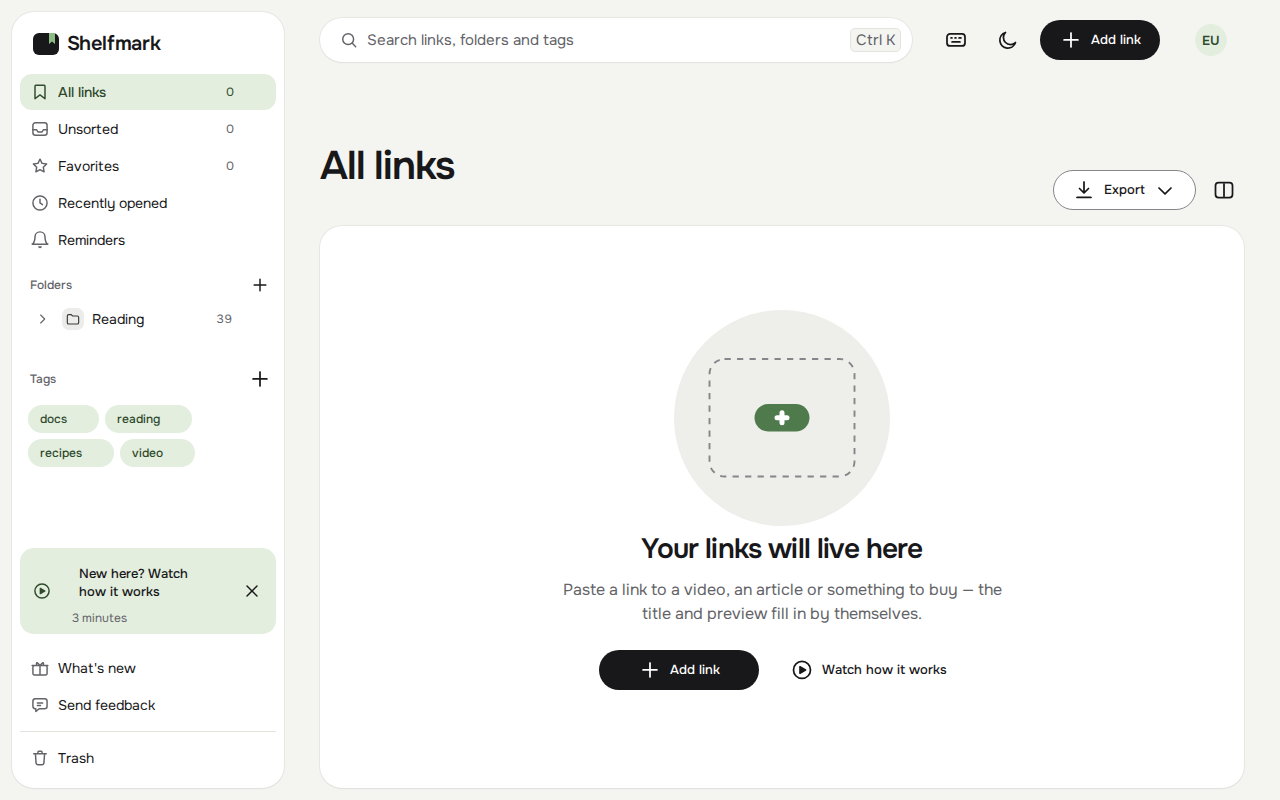 Shelfmark
All links 0
Unsorted 0
Favorites 0
Recently opened
Reminders
Folders
Reading 39
Tags
docs reading
recipes video
New here? Watch
how it works
3 minutes
What's new
Send feedback
Trash
Search links, folders and tags Ctrl K
Add link
EU
All links
Export
Your links will live here
Paste a link to a video, an article or something to buy — the
title and preview fill in by themselves.
Add link
Watch how it works